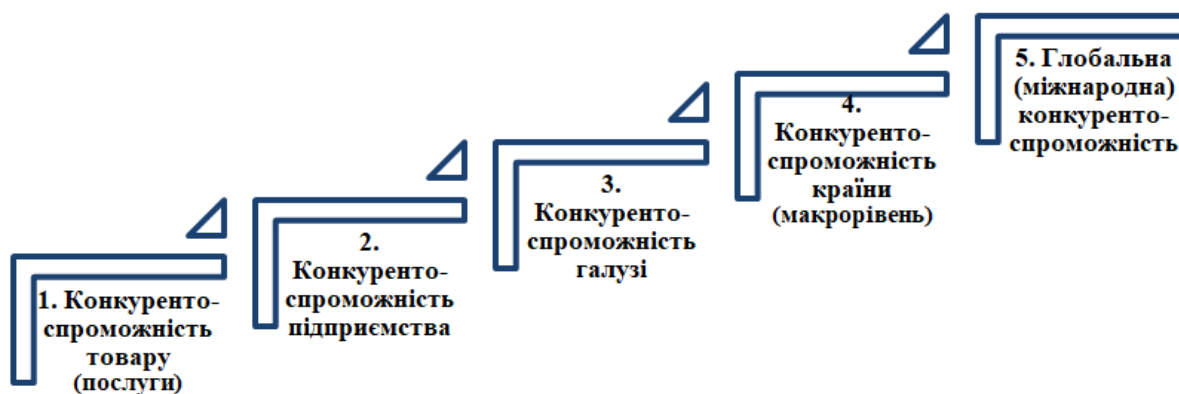 1. Конкуренто-
спроможність
товару
(послуги)
2.
Конкуренто-
спроможність
підприємства
3.
Конкуренто-
спроможність
галузі
4.
Конкуренто-
спроможність
країни
(макрорівень)
5. Глобальна
(міжнародна)
конкуренто-
спроможність